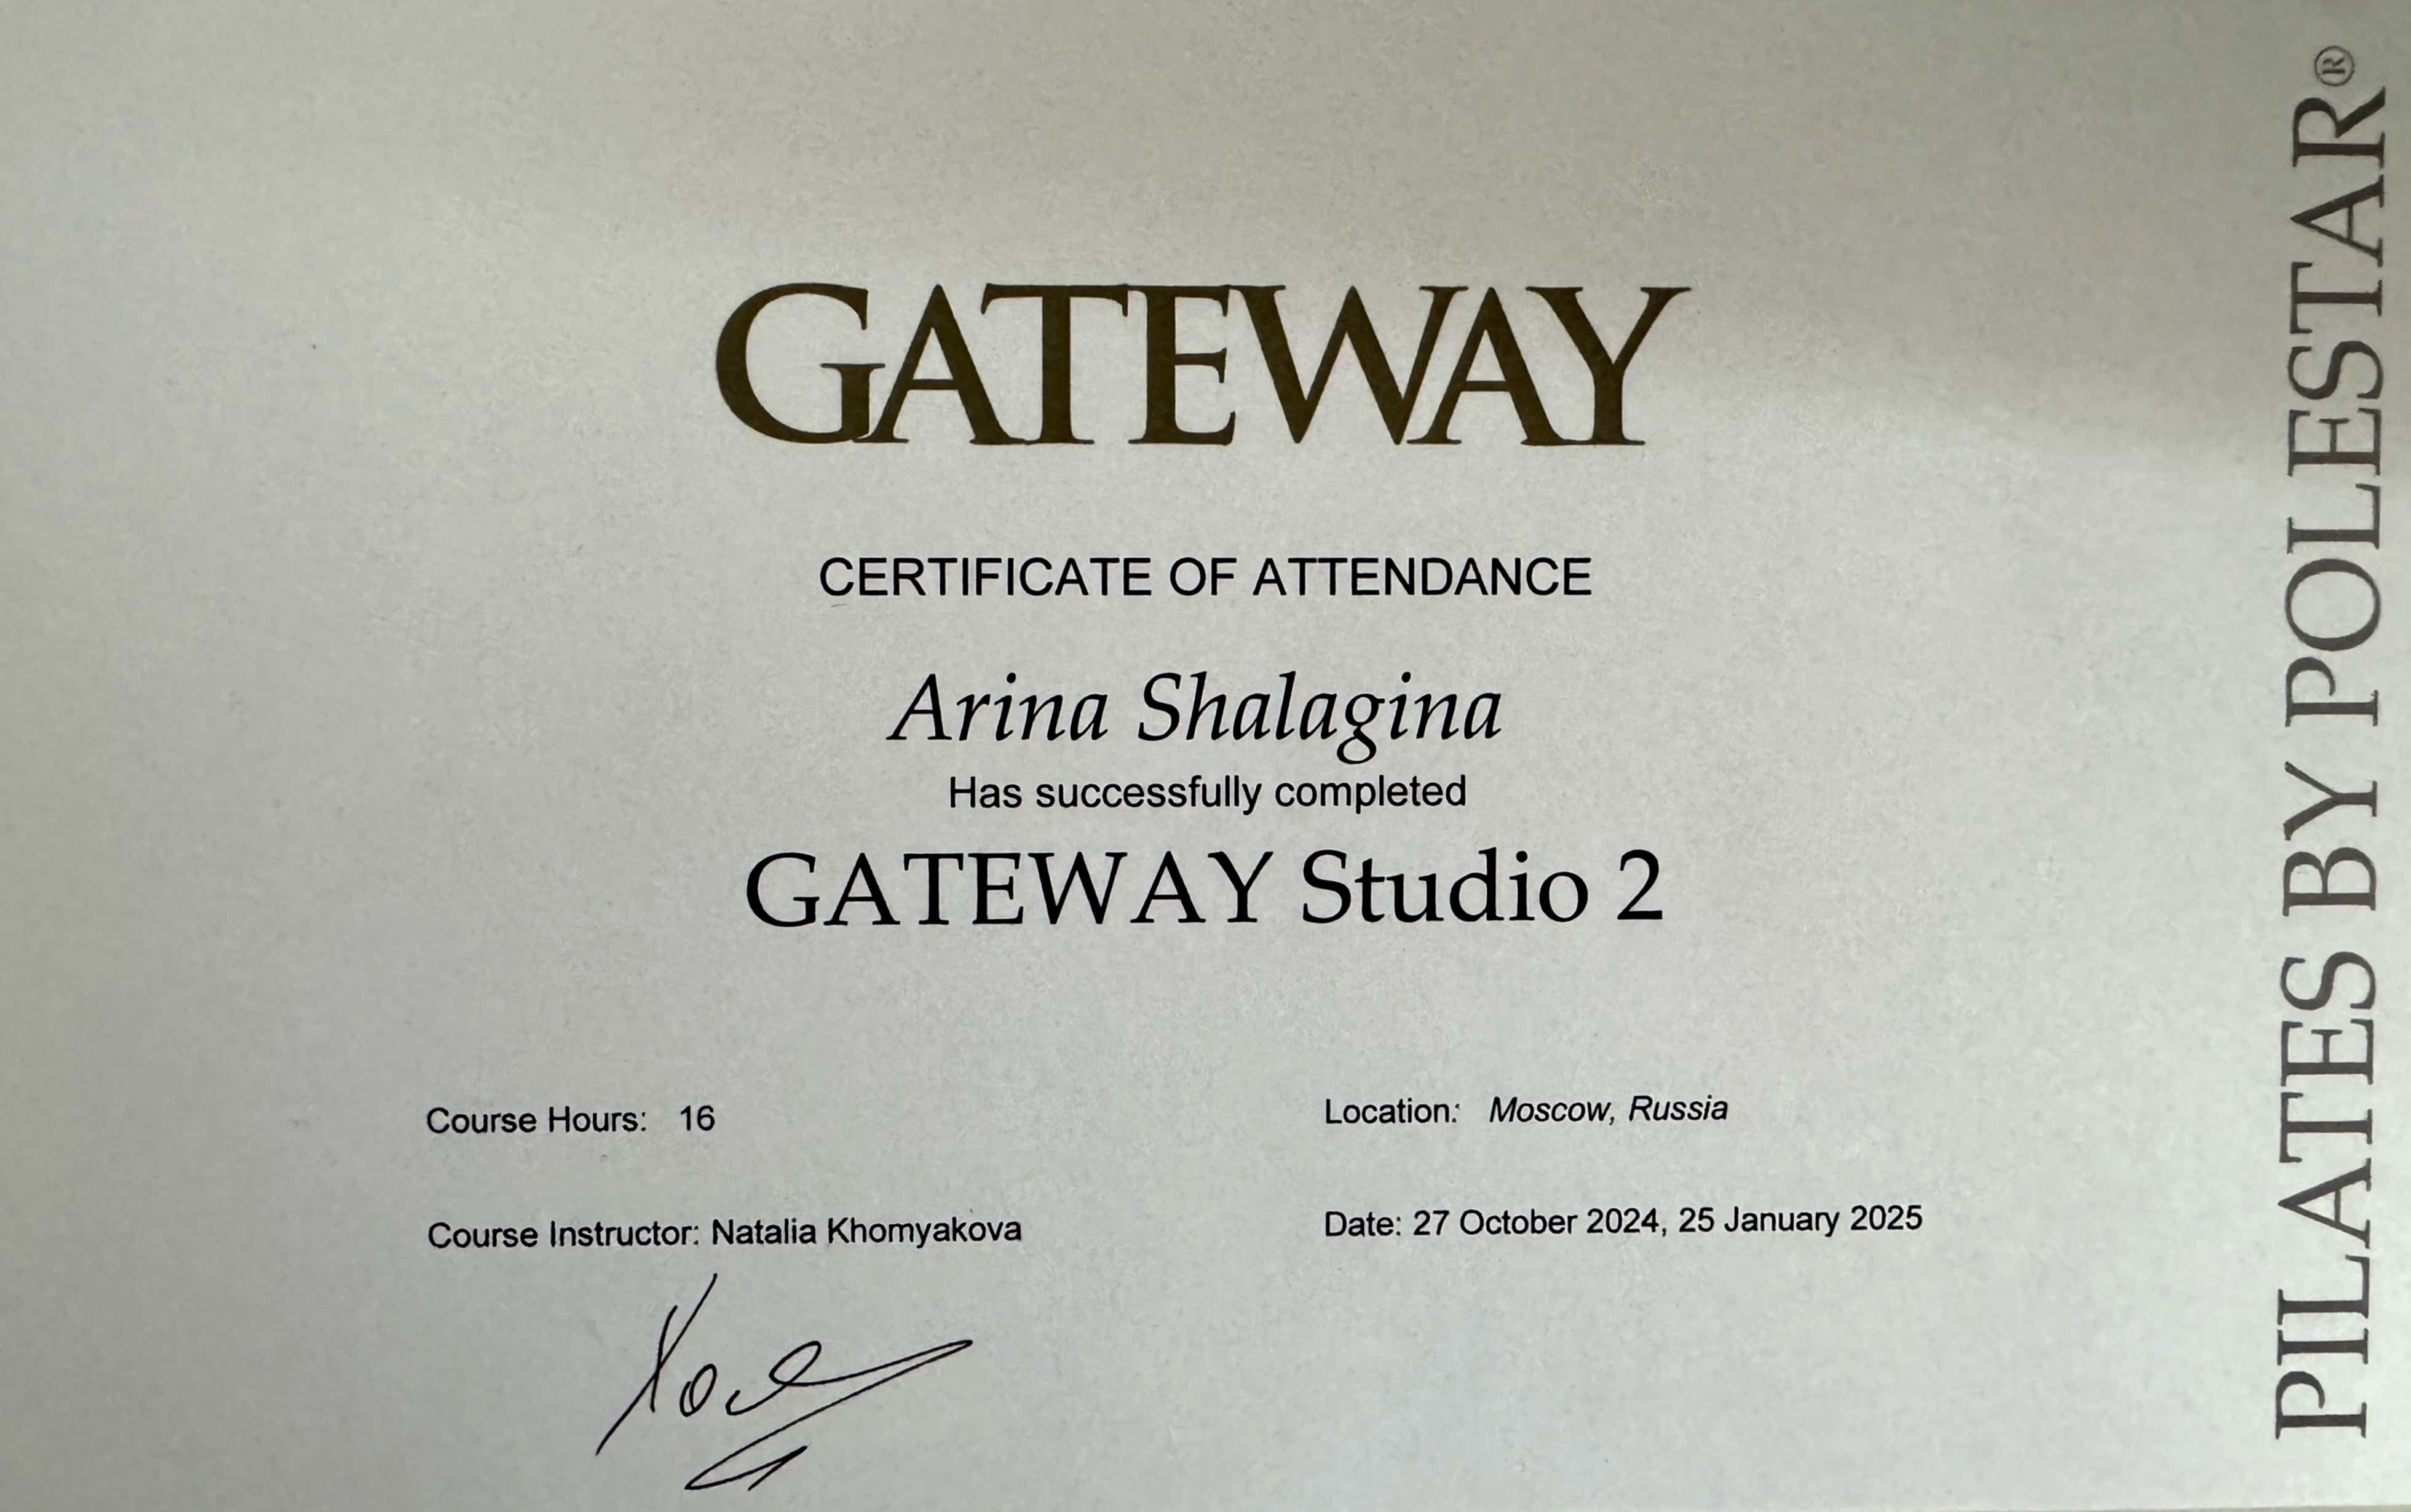 GATEWAY
CERTIFICATE OF ATTENDANCE
Arina Shalagina
Has successfully completed
GATEWAY Studio 2
Course Hours: 16
Location: Moscow, Russia
Course Instructor: Natalia Khomyakova
Date: 27 October 2024, 25 January 2025
PILATES BY POLESTAR®